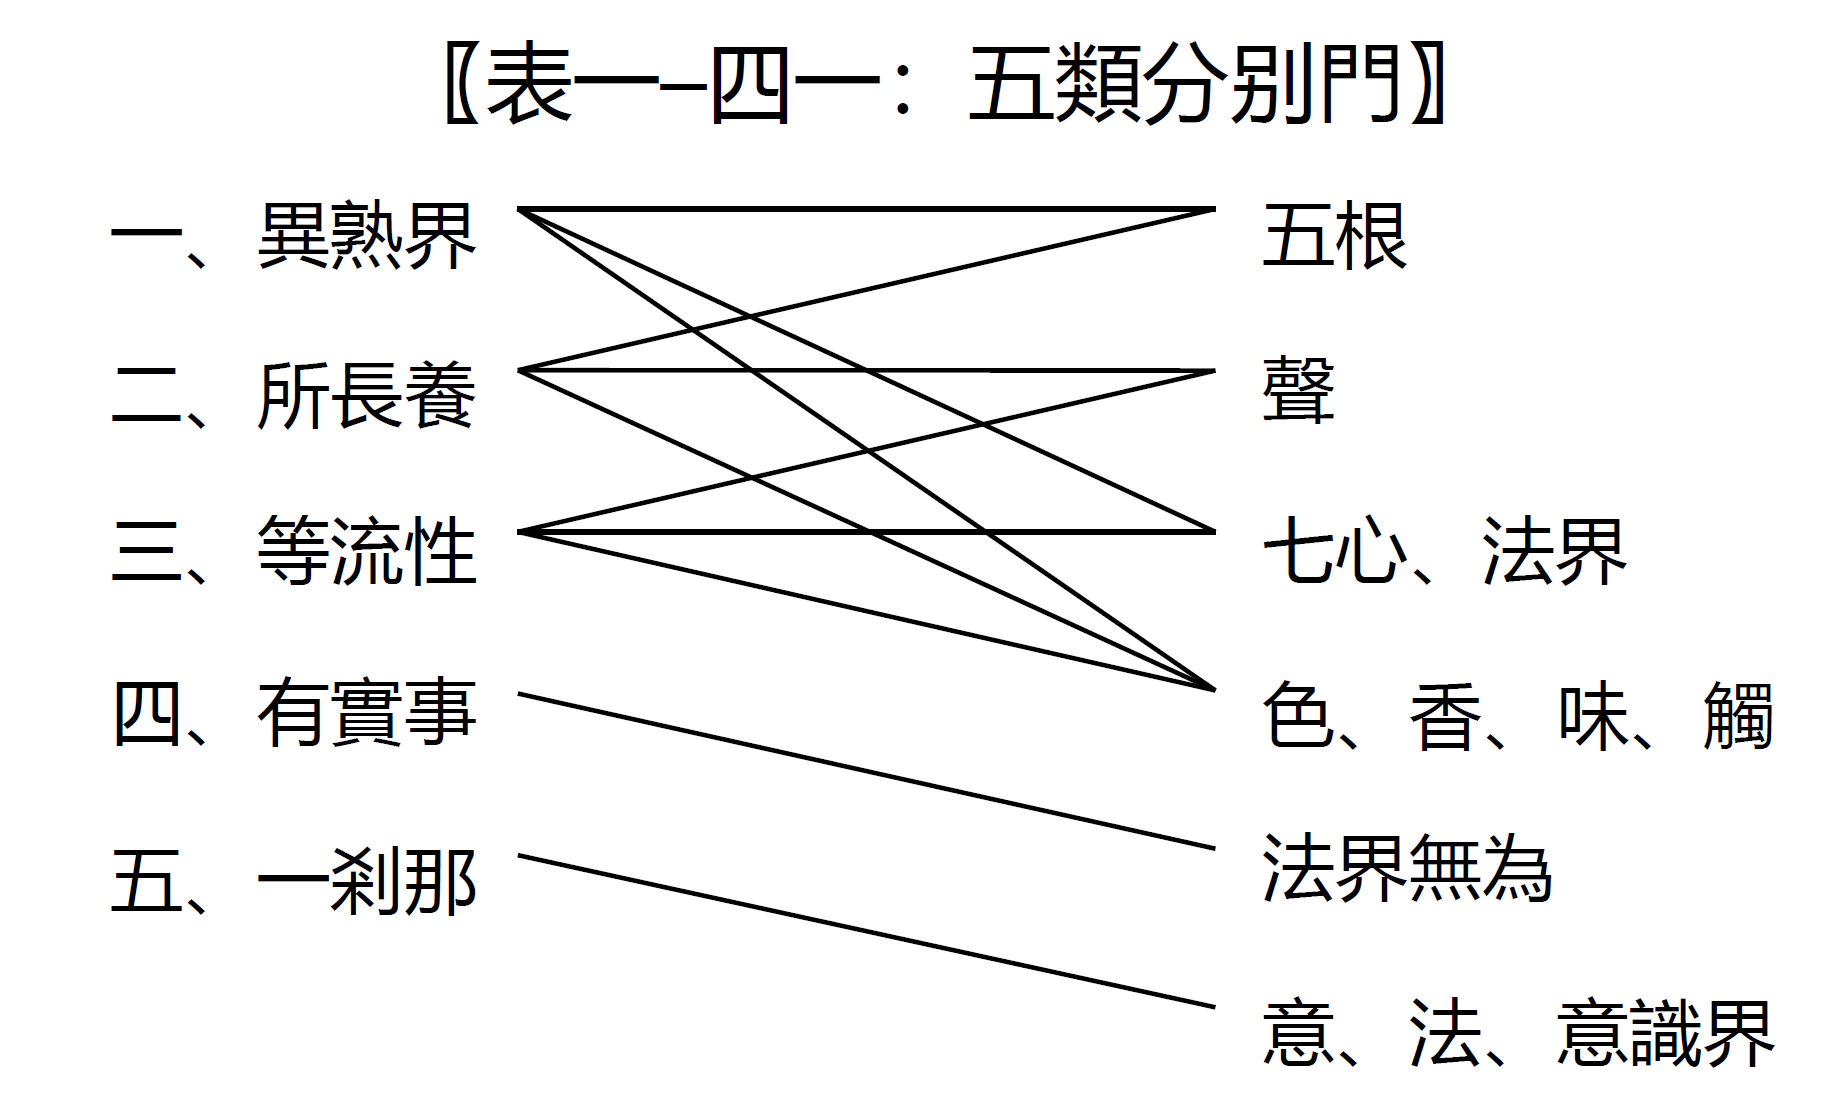 〖表一–四一：五類分別門〗
一、異熟界
五根
二、所長養
聲
三、等流性
七心、法界
四、有實事
色、香、味、觸
五、一剎那
法界無為
意、法、意識界